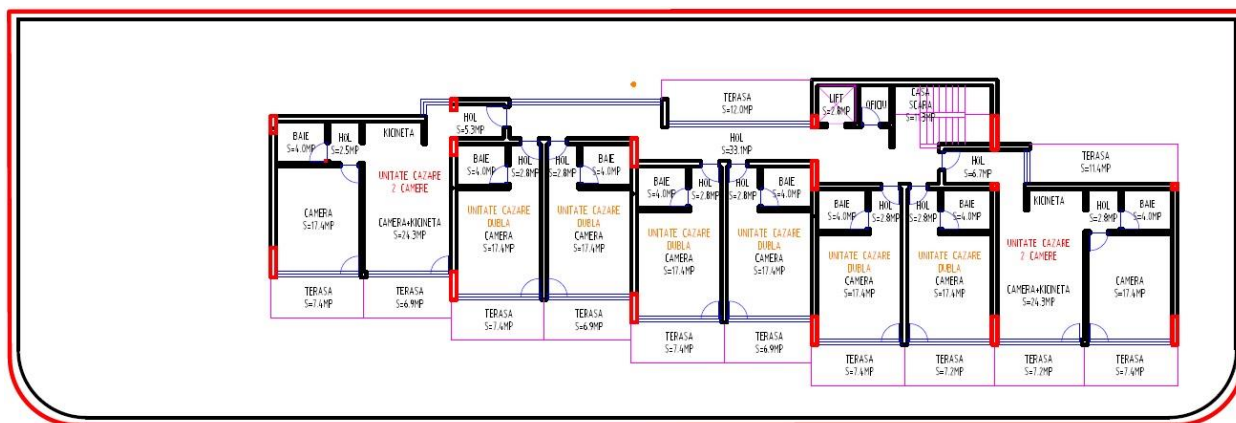 TERASA
S=12.0MP
LIFT
S=2.8MP
OFICIU
CASA
SCARA
S=11.3MP
HOL
S=5.3MP
HOL
S=33.1MP
BAIE
S=4.0MP
HOL
S=2.5MP
KICINETA
UNITATE CAZARE
2 CAMERE
CAMERA
S=17.4MP
CAMERA+KICINETA
S=24.3MP
TERASA
S=7.4MP
TERASA
S=6.9MP
BAIE
S=4.0MP
HOL
S=2.8MP
HOL
S=2.8MP
BAIE
S=4.0MP
UNITATE CAZARE
DUBLA
CAMERA
S=17.4MP
UNITATE CAZARE
DUBLA
CAMERA
S=17.4MP
TERASA
S=7.4MP
TERASA
S=6.9MP
BAIE
S=4.0MP
HOL
S=2.8MP
HOL
S=2.8MP
BAIE
S=4.0MP
UNITATE CAZARE
DUBLA
CAMERA
S=17.4MP
UNITATE CAZARE
DUBLA
CAMERA
S=17.4MP
TERASA
S=7.4MP
TERASA
S=6.9MP
BAIE
S=4.0MP
HOL
S=2.8MP
HOL
S=2.8MP
BAIE
S=4.0MP
UNITATE CAZARE
DUBLA
CAMERA
S=17.4MP
UNITATE CAZARE
DUBLA
CAMERA
S=17.4MP
TERASA
S=7.4MP
TERASA
S=7.2MP
HOL
S=6.7MP
TERASA
S=11.4MP
KICINETA
HOL
S=2.8MP
BAIE
S=4.0MP
UNITATE CAZARE
2 CAMERE
CAMERA+KICINETA
S=24.3MP
CAMERA
S=17.4MP
TERASA
S=7.2MP
TERASA
S=7.4MP